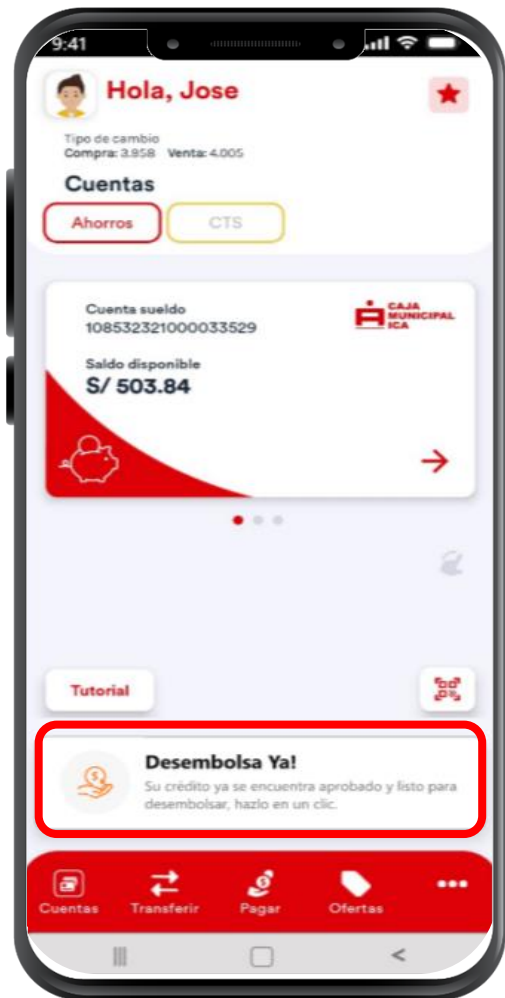 9:41
Hola, Jose
Tipo de cambio
Compra: 3.958 Venta: 4.005
Cuentas
Ahorros
CTS
Cuenta sueldo
108532321000033529
CAJA
MUNICIPAL
ICA
Saldo disponible
S/ 503.84
Tutorial
Desembolsa Ya!
Su crédito ya se encuentra aprobado y listo para
desembolsar, hazlo en un clic.
Cuentas Transferir Pagar Ofertas